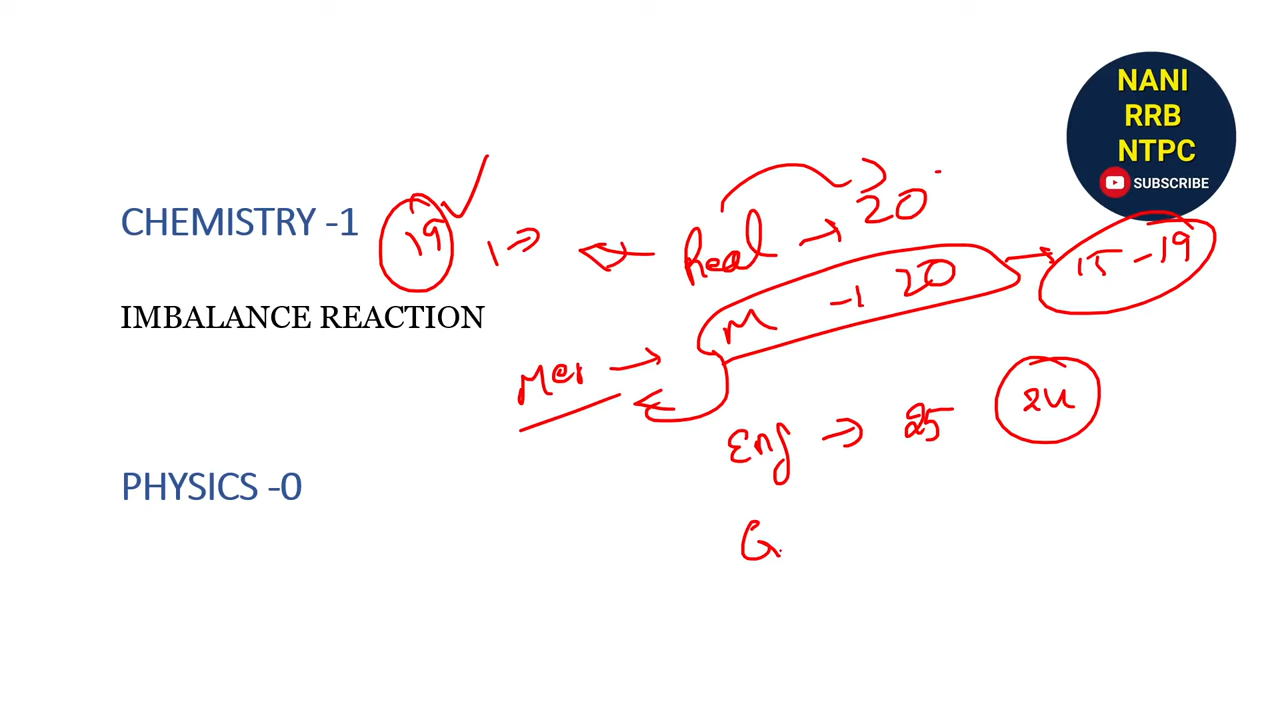 NANI
RRB
NTPC
SUBSCRIBE
CHEMISTRY -1 19 1 ⇒ Real → 20
M -1 20 → 15-19
IMBALANCE REACTION
Eng → 25 24
PHYSICS -0
G